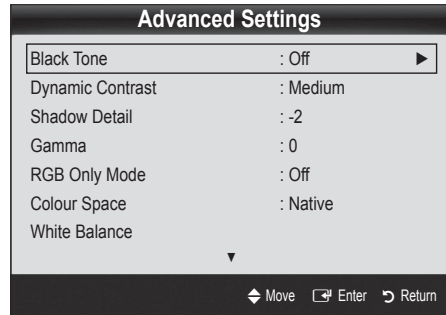 Advanced Settings
Black Tone : Off ►
Dynamic Contrast : Medium
Shadow Detail : -2
Gamma : 0
RGB Only Mode : Off
Colour Space : Native
White Balance
▼
Move Enter Return